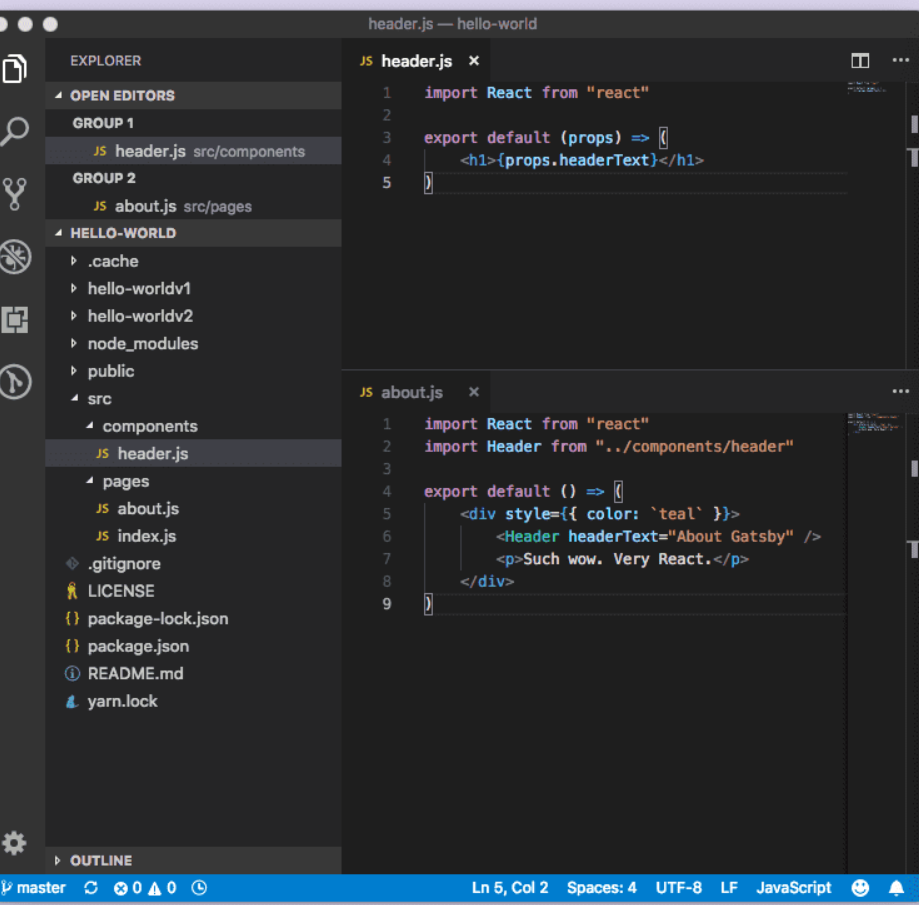 header.js — hello-world
EXPLORER
OPEN EDITORS
GROUP 1
JS header.js src/components
GROUP 2
JS about.js src/pages
HELLO-WORLD
.cache
hello-worldv1
hello-worldv2
node_modules
public
src
components
JS header.js
pages
JS about.js
JS index.js
.gitignore
LICENSE
{} package-lock.json
{} package.json
README.md
yarn.lock
OUTLINE
JS header.js ×
1 import React from "react"
2
3 export default (props) => (
4 <h1>{props.headerText}</h1>
5 )
JS about.js ×
1 import React from "react"
2 import Header from "../components/header"
3
4 export default () => (
5 <div style={{ color: `teal` }}>
6 <Header headerText="About Gatsby" />
7 <p>Such wow. Very React.</p>
8 </div>
9 )
master 0 0 Ln 5, Col 2 Spaces: 4 UTF-8 LF JavaScript